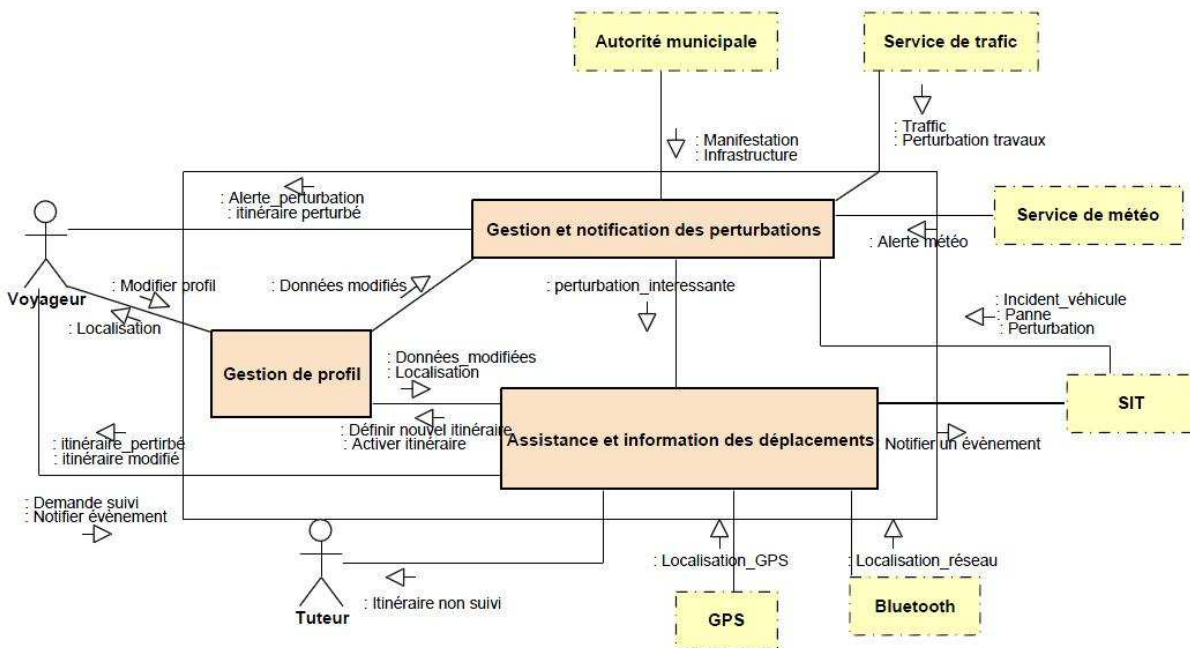 Autorité municipale
Service de trafic
: Traffic
: Perturbation travaux
: Manifestation
: Infrastructure
: Alerte_perturbation
: itinéraire perturbé
Gestion et notification des perturbations
Service de météo
: Alerte météo
Voyageur
: Modifier profil
: Données modifiés
: perturbation_interessante
: Localisation
: Incident_véhicule
: Panne
: Perturbation
Gestion de profil
: Données_modifiées
: Localisation
SIT
: Définir nouvel itinéraire
: Activer itinéraire
Assistance et information des déplacements
Notifier un évènement
: itinéraire_pertirbé
: itinéraire modifié
: Demande suivi
: Notifier évènement
: Localisation_GPS
: Localisation_réseau
: Itinéraire non suivi
Tuteur
GPS
Bluetooth